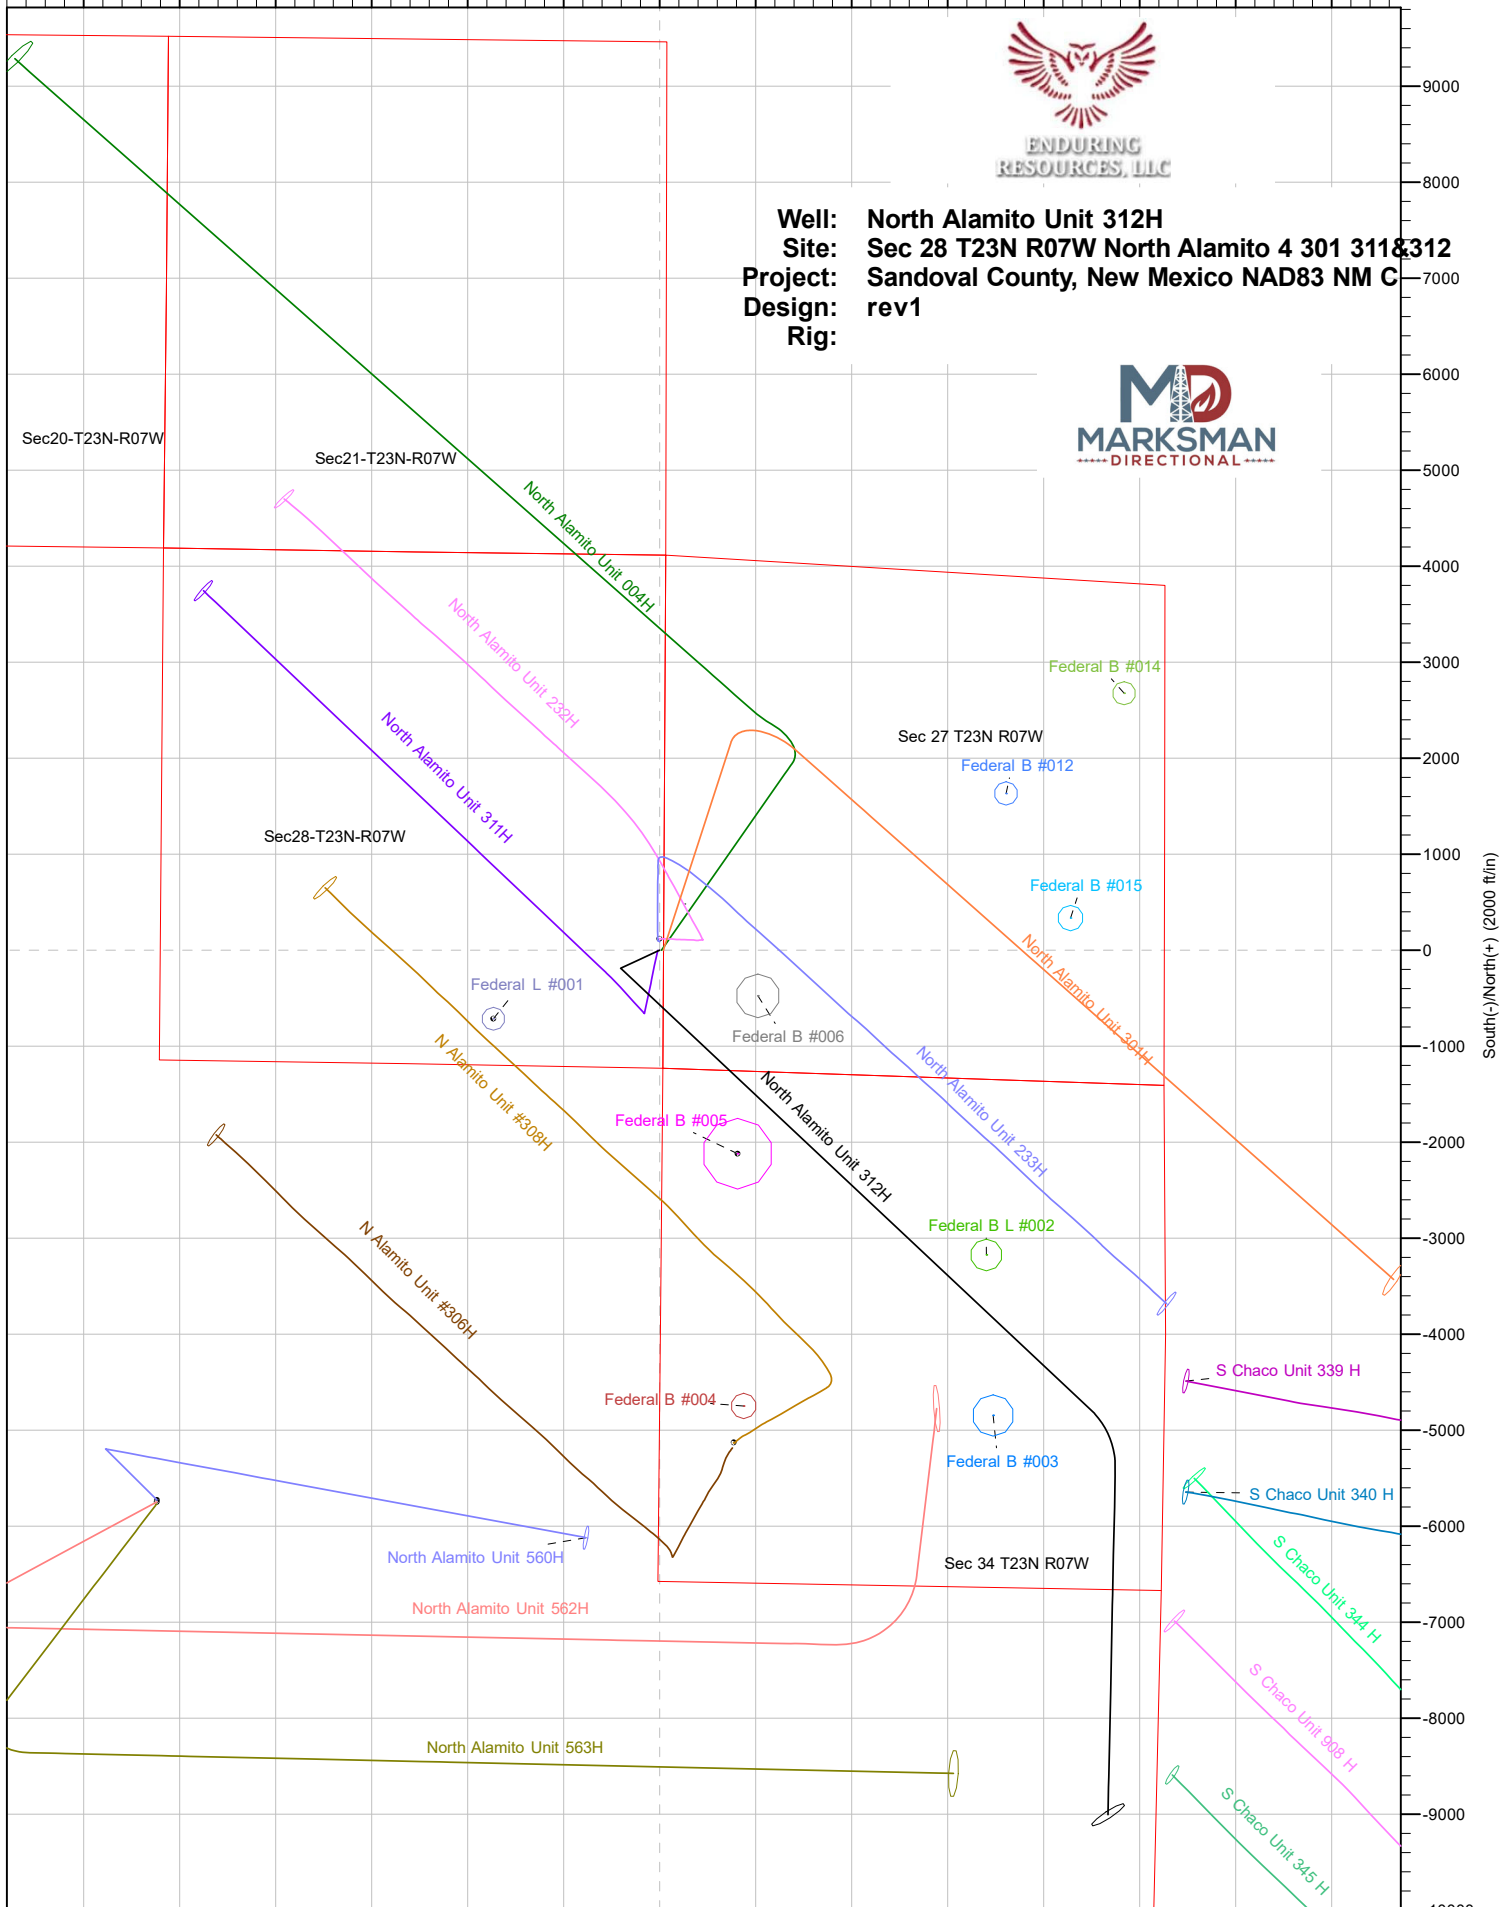 ENDURING
RESOURCES, LLC
Well: North Alamito Unit 312H
Site: Sec 28 T23N R07W North Alamito 4 301 311&312
Project: Sandoval County, New Mexico NAD83 NM C
Design: rev1
Rig:
MD
MARKSMAN
DIRECTIONAL
9000
8000
7000
6000
5000
4000
3000
2000
1000
0
-1000
-2000
-3000
-4000
-5000
-6000
-7000
-8000
-9000
South(-)/North(+) (2000 ft/in)
Sec20-T23N-R07W
Sec21-T23N-R07W
North Alamito Unit 004H
North Alamito Unit 232H
Federal B #014
Sec 27 T23N R07W
Federal B #012
North Alamito Unit 311H
Sec28-T23N-R07W
Federal B #015
North Alamito Unit 301H
Federal L #001
Federal B #006
N Alamito Unit #308H
North Alamito Unit 233H
North Alamito Unit 312H
Federal B #005
Federal B L #002
N Alamito Unit #306H
S Chaco Unit 339 H
Federal B #004
Federal B #003
S Chaco Unit 340 H
North Alamito Unit 560H
Sec 34 T23N R07W
S Chaco Unit 344 H
North Alamito Unit 562H
S Chaco Unit 908 H
North Alamito Unit 563H
S Chaco Unit 345 H